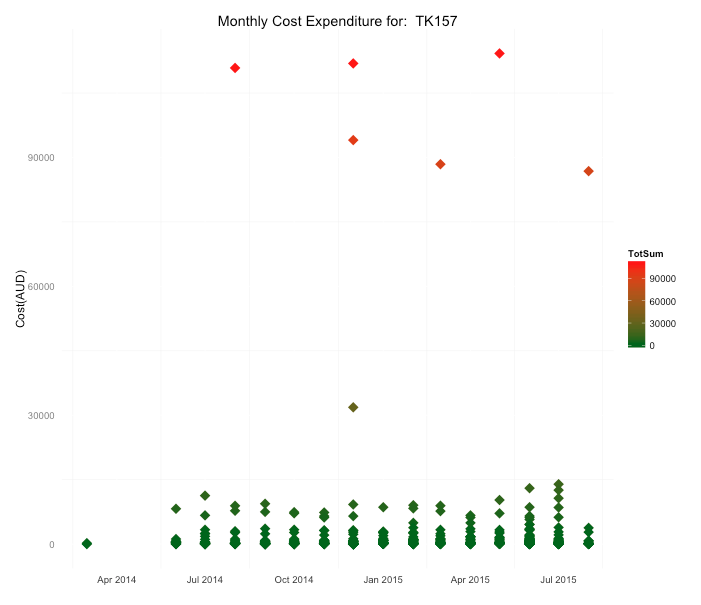 Monthly Cost Expenditure for:  TK157
Cost(AUD)
90000
60000
30000
0
Apr 2014
Jul 2014
Oct 2014
Jan 2015
Apr 2015
Jul 2015
TotSum
90000
60000
30000
0